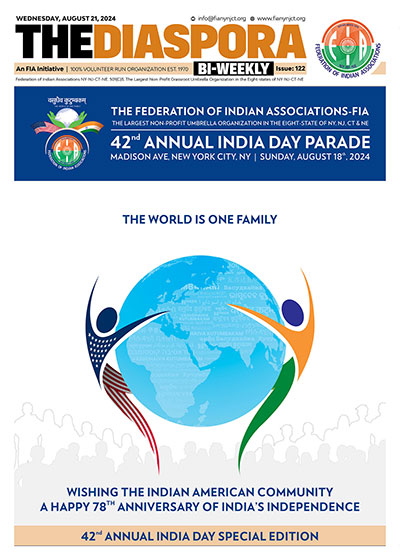 WEDNESDAY, AUGUST 21, 2024
info@fianynjct.org www.fianynjct.org
THEDIASPORA
An FIA Initiative | 100% VOLUNTEER RUN ORGANIZATION EST. 1970 BI-WEEKLY Issue: 122
FEDERATION OF INDIAN ASSOCIATIONS
Federation of Indian Associations NY-NJ-CT-NE 501(C)3: The Largest Non Profit Grassroot Umbrella Organization in the Eight states of NY-NJ-CT-NE
वसुधैव कुटुम्बकम्
THE FEDERATION OF INDIAN ASSOCIATIONS-FIA
THE LARGEST NON-PROFIT UMBRELLA ORGANIZATION IN THE EIGHT-STATE OF NY, NJ, CT & NE
42nd ANNUAL INDIA DAY PARADE
MADISON AVE, NEW YORK CITY, NY | SUNDAY, AUGUST 18th, 2024
THE WORLD IS ONE FAMILY
WISHING THE INDIAN AMERICAN COMMUNITY
A HAPPY 78TH ANNIVERSARY OF INDIA'S INDEPENDENCE
42nd ANNUAL INDIA DAY SPECIAL EDITION